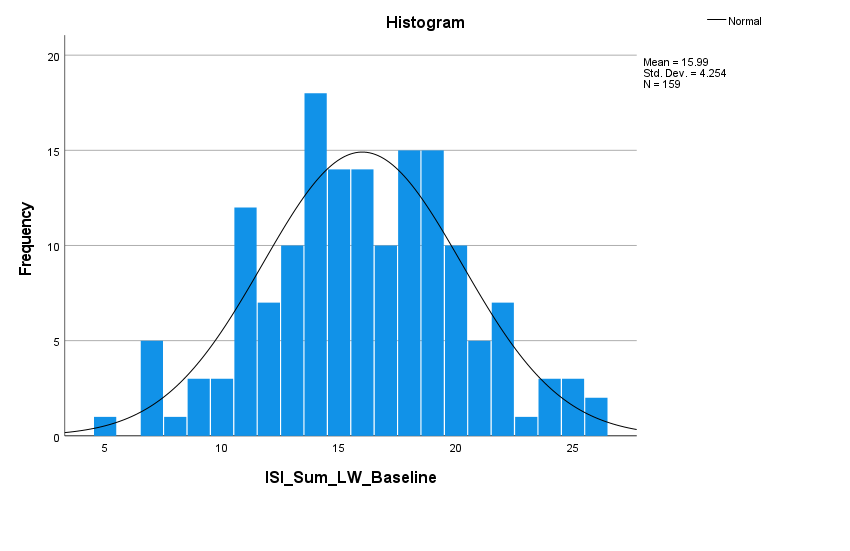 Histogram
Normal
Mean = 15.99
Std. Dev. = 4.254
N = 159
20
15
10
5
0
Frequency
5 10 15 20 25
ISI_Sum_LW_Baseline